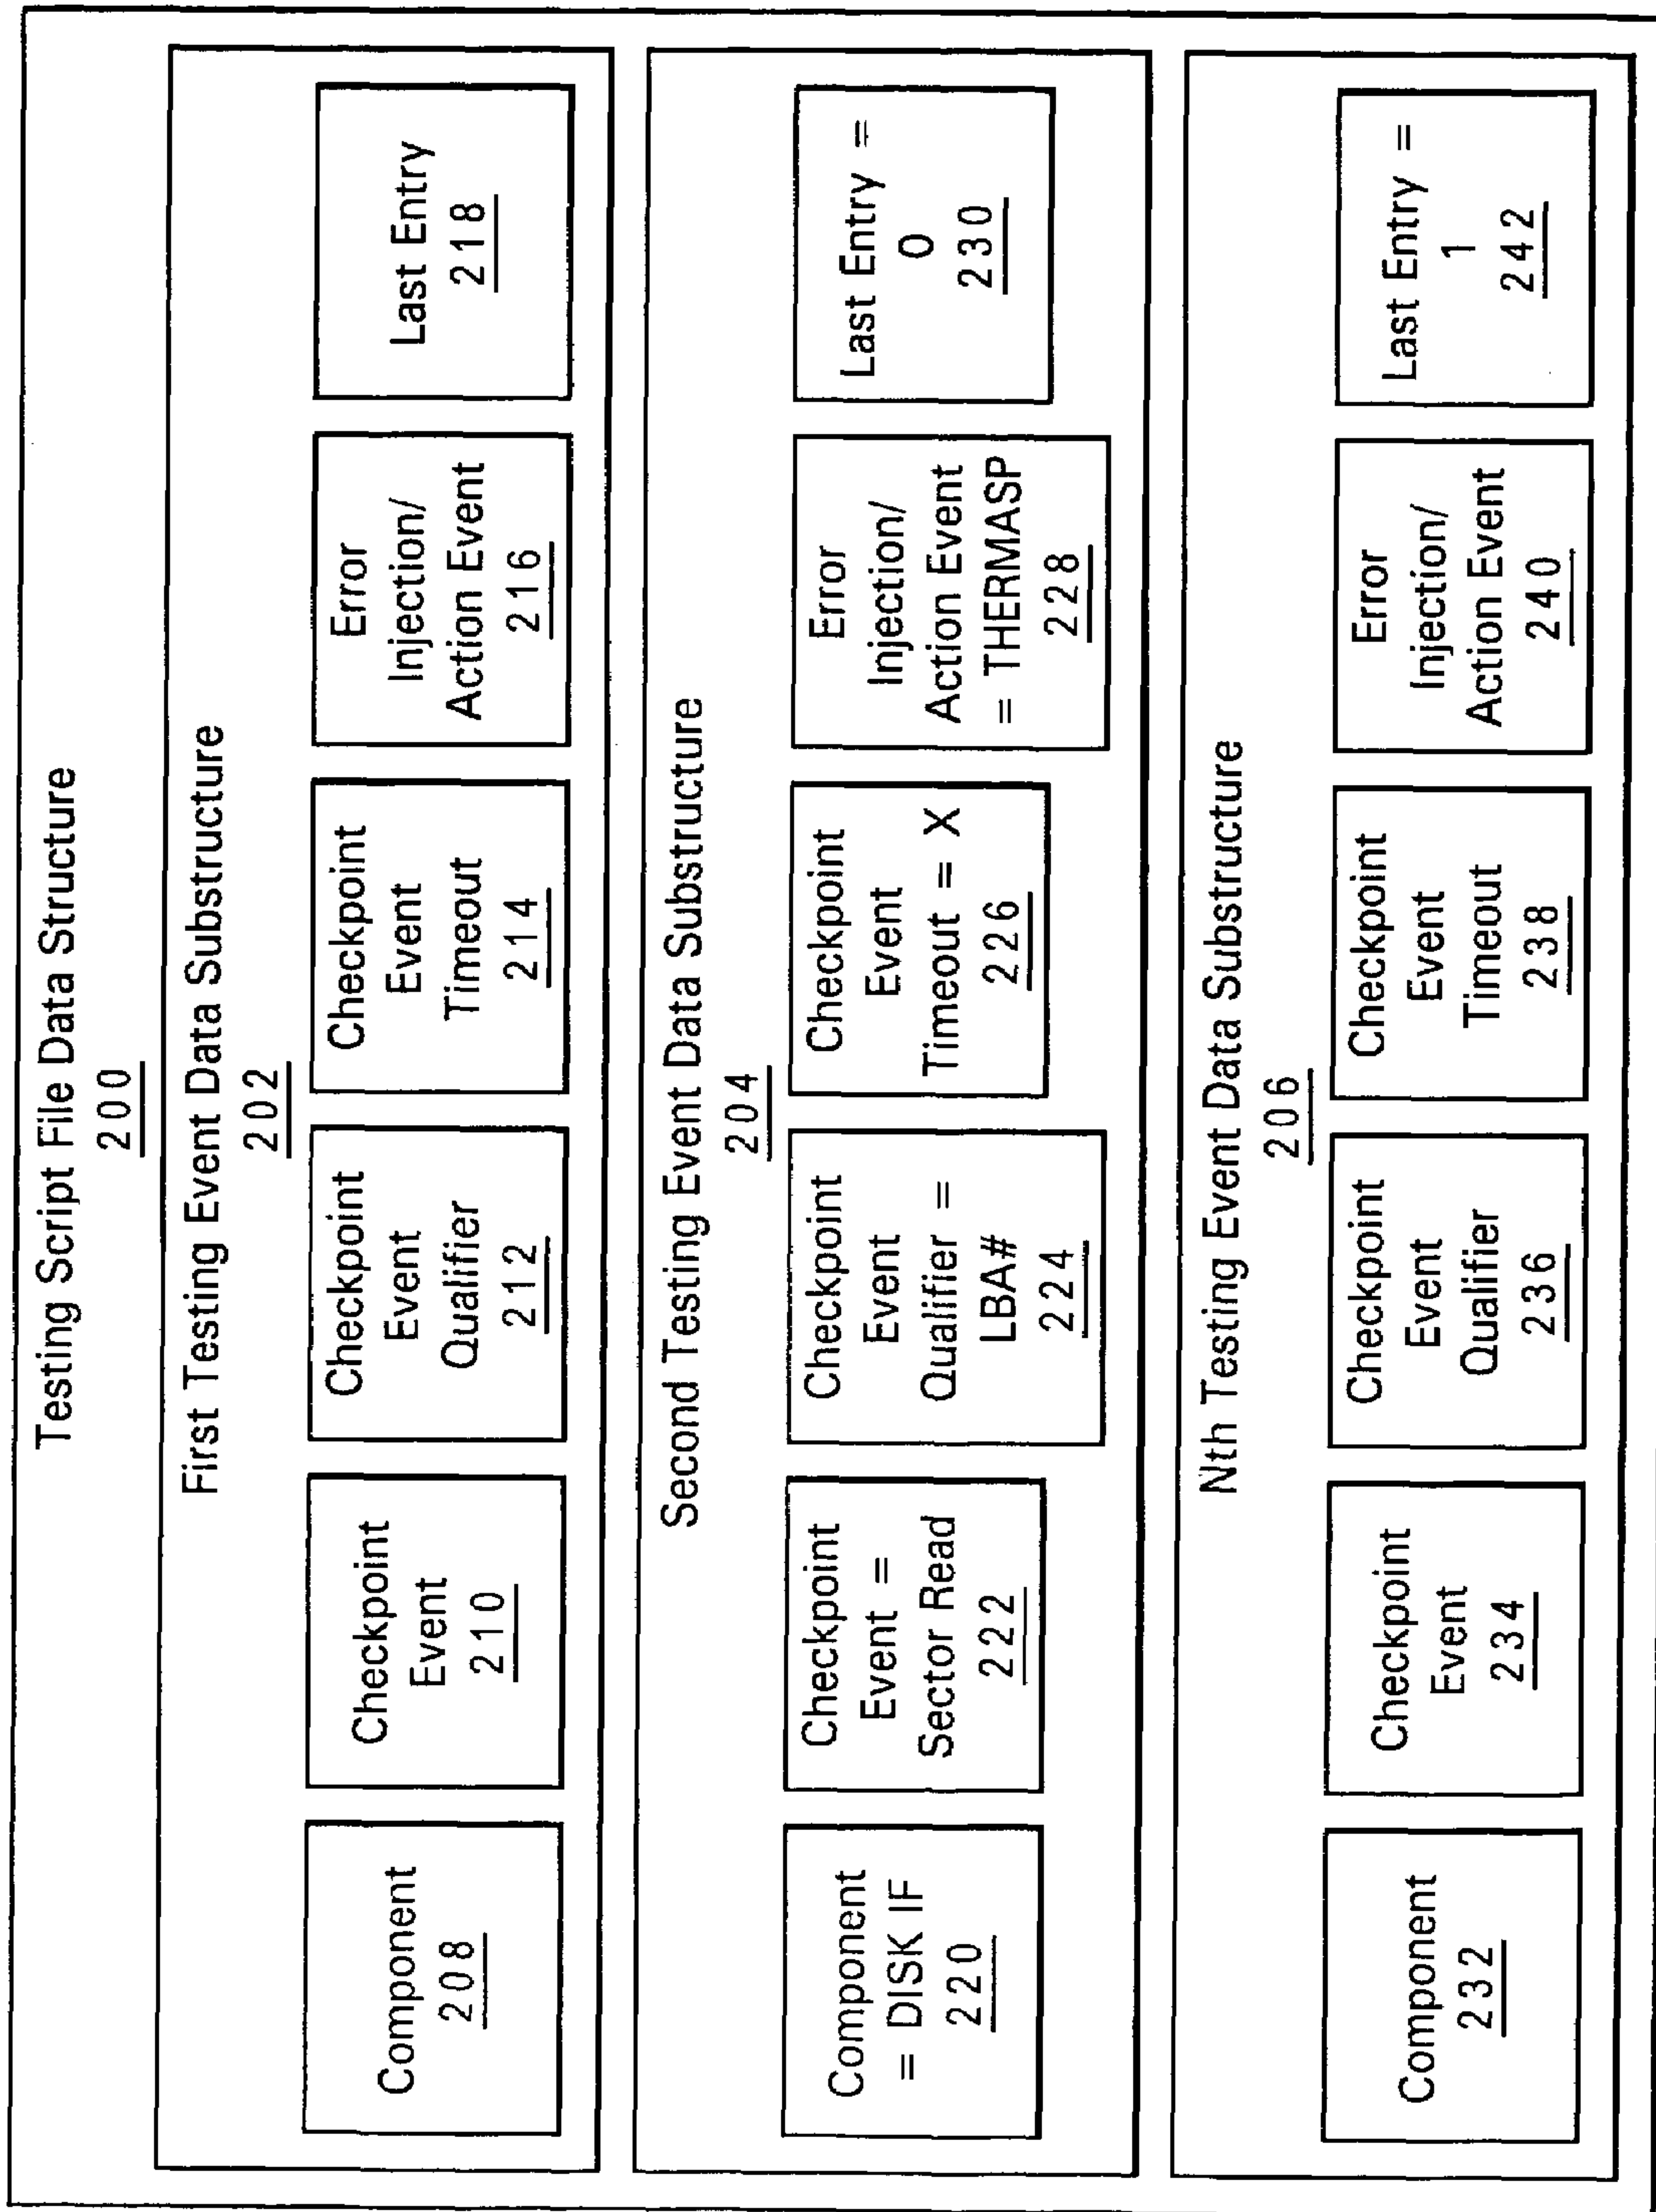 Testing Script File Data Structure
200
First Testing Event Data Substructure
202
Component
208
Checkpoint
Event
210
Checkpoint
Event
Qualifier
212
Checkpoint
Event
Timeout
214
Error
Injection/
Action Event
216
Last Entry
218
Second Testing Event Data Substructure
204
Component
= DISK IF
220
Checkpoint
Event =
Sector Read
222
Checkpoint
Event
Qualifier =
LBA#
224
Checkpoint
Event
Timeout = X
226
Error
Injection/
Action Event
= THERMASP
228
Last Entry =
0
230
Nth Testing Event Data Substructure
206
Component
232
Checkpoint
Event
234
Checkpoint
Event
Qualifier
236
Checkpoint
Event
Timeout
238
Error
Injection/
Action Event
240
Last Entry =
1
242